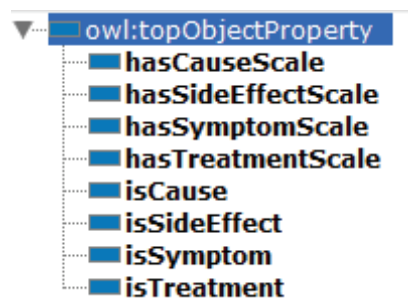 owl:topObjectProperty
hasCauseScale
hasSideEffectScale
hasSymptomScale
hasTreatmentScale
isCause
isSideEffect
isSymptom
isTreatment